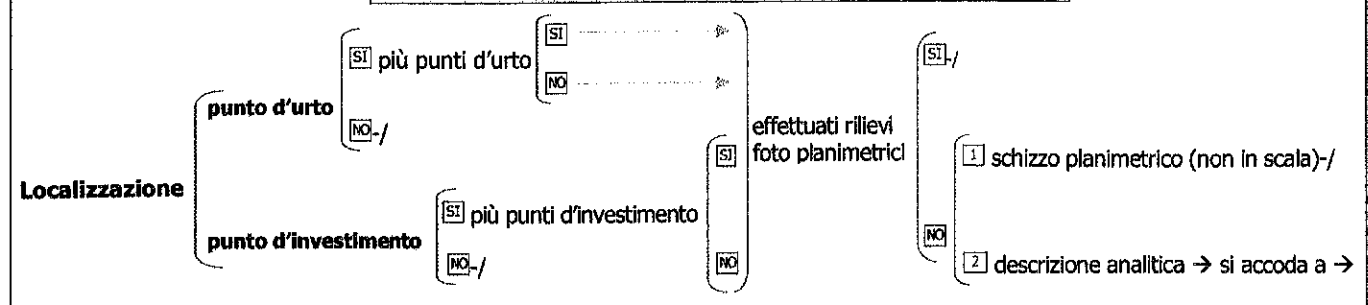 SI
SI più punti d'urto
SI-/
NO
punto d'urto
NO-/
effettuati rilievi
foto planimetrici
SI
1 schizzo planimetrico (non in scala)-/
Localizzazione
SI più punti d'investimento
punto d'investimento
NO
NO-/
NO
2 descrizione analitica → si accoda a →